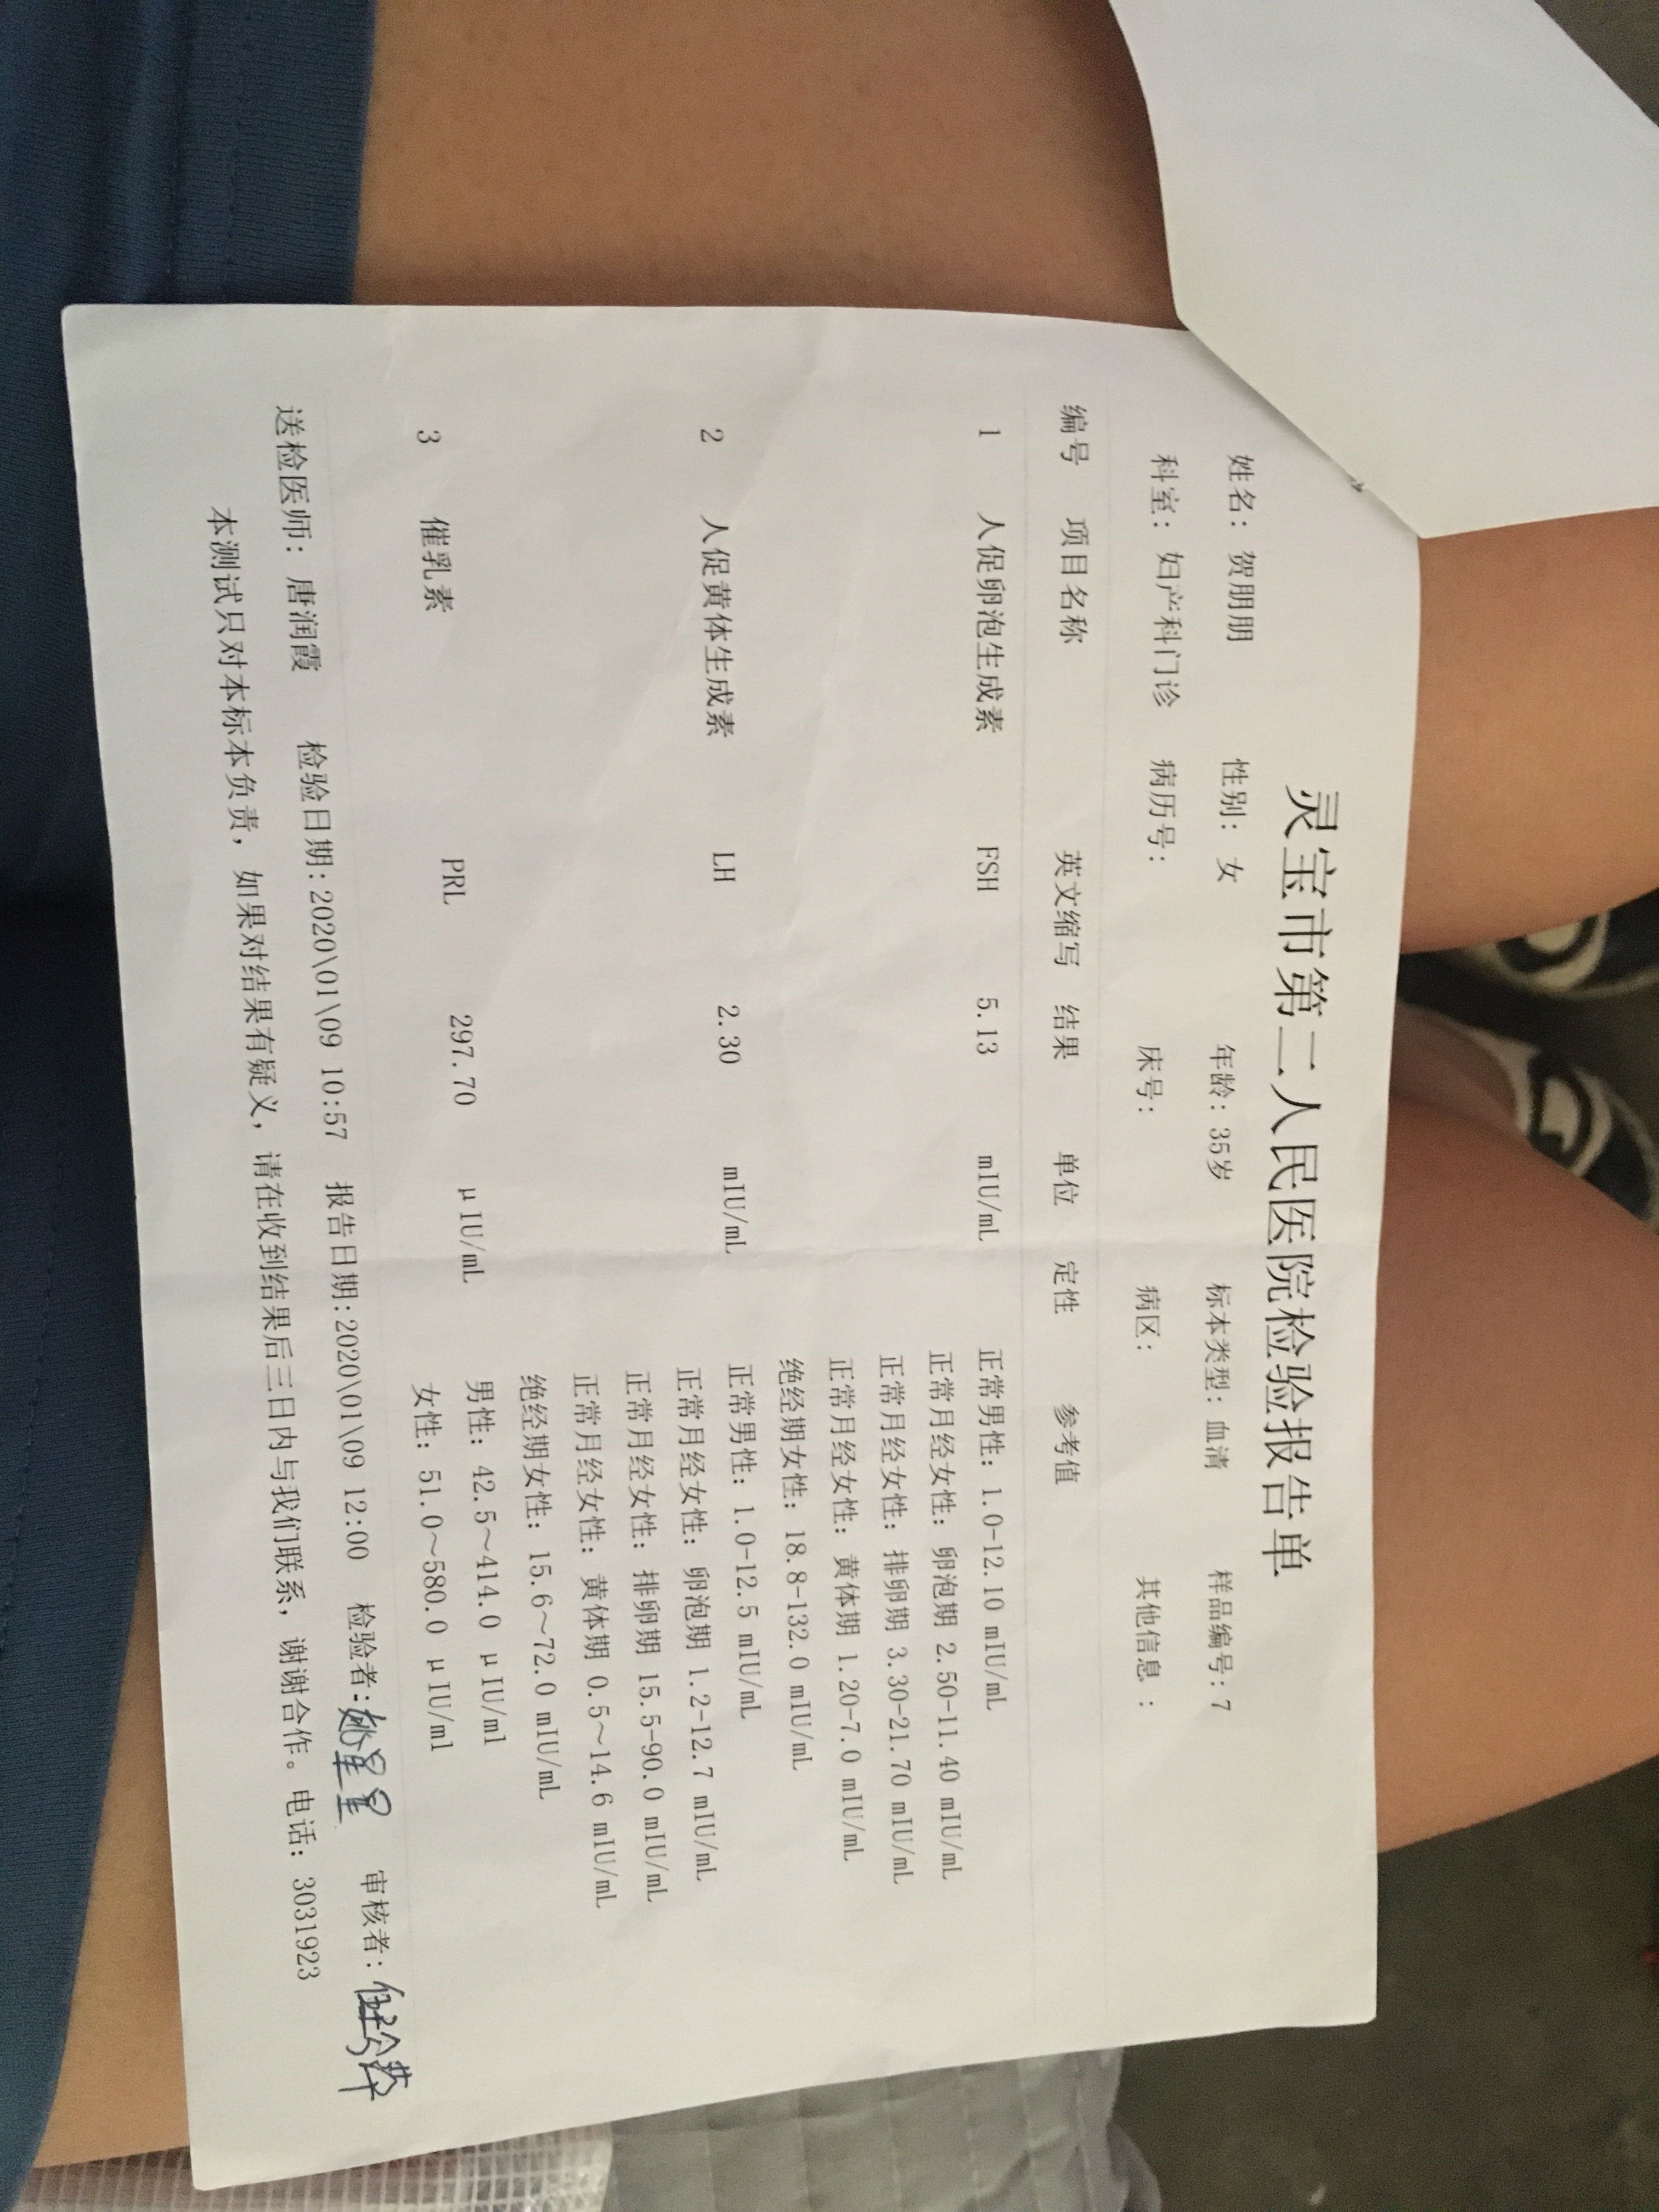 灵宝市第二人民医院检验报告单
姓名: 贺朋朋 性别: 女 年龄: 35岁 标本类型: 血清 样品编号: 7
科室: 妇产科门诊 病历号: 床号: 病区: 其他信息 :
编号 项目名称 英文缩写 结果 单位 定性 参考值
1 人促卵泡生成素 FSH 5.13 mIU/mL 正常男性: 1.0-12.10 mIU/mL
正常月经女性: 卵泡期 2.50-11.40 mIU/mL
正常月经女性: 排卵期 3.30-21.70 mIU/mL
正常月经女性: 黄体期 1.20-7.0 mIU/mL
绝经期女性: 18.8-132.0 mIU/mL
2 人促黄体生成素 LH 2.30 mIU/mL 正常男性: 1.0-12.5 mIU/mL
正常月经女性: 卵泡期 1.2-12.7 mIU/mL
正常月经女性: 排卵期 15.5-90.0 mIU/mL
正常月经女性: 黄体期 0.5~14.6 mIU/mL
绝经期女性: 15.6~72.0 mIU/mL
3 催乳素 PRL 297.70 μIU/mL 男性: 42.5~414.0 μIU/ml
女性: 51.0~580.0 μIU/ml
送检医师: 唐润霞 检验日期:2020\01\09 10:57 报告日期:2020\01\09 12:00 检验者: 审核者:
本测试只对本标本负责, 如果对结果有疑义, 请在收到结果后三日内与我们联系, 谢谢合作。电话: 3031923